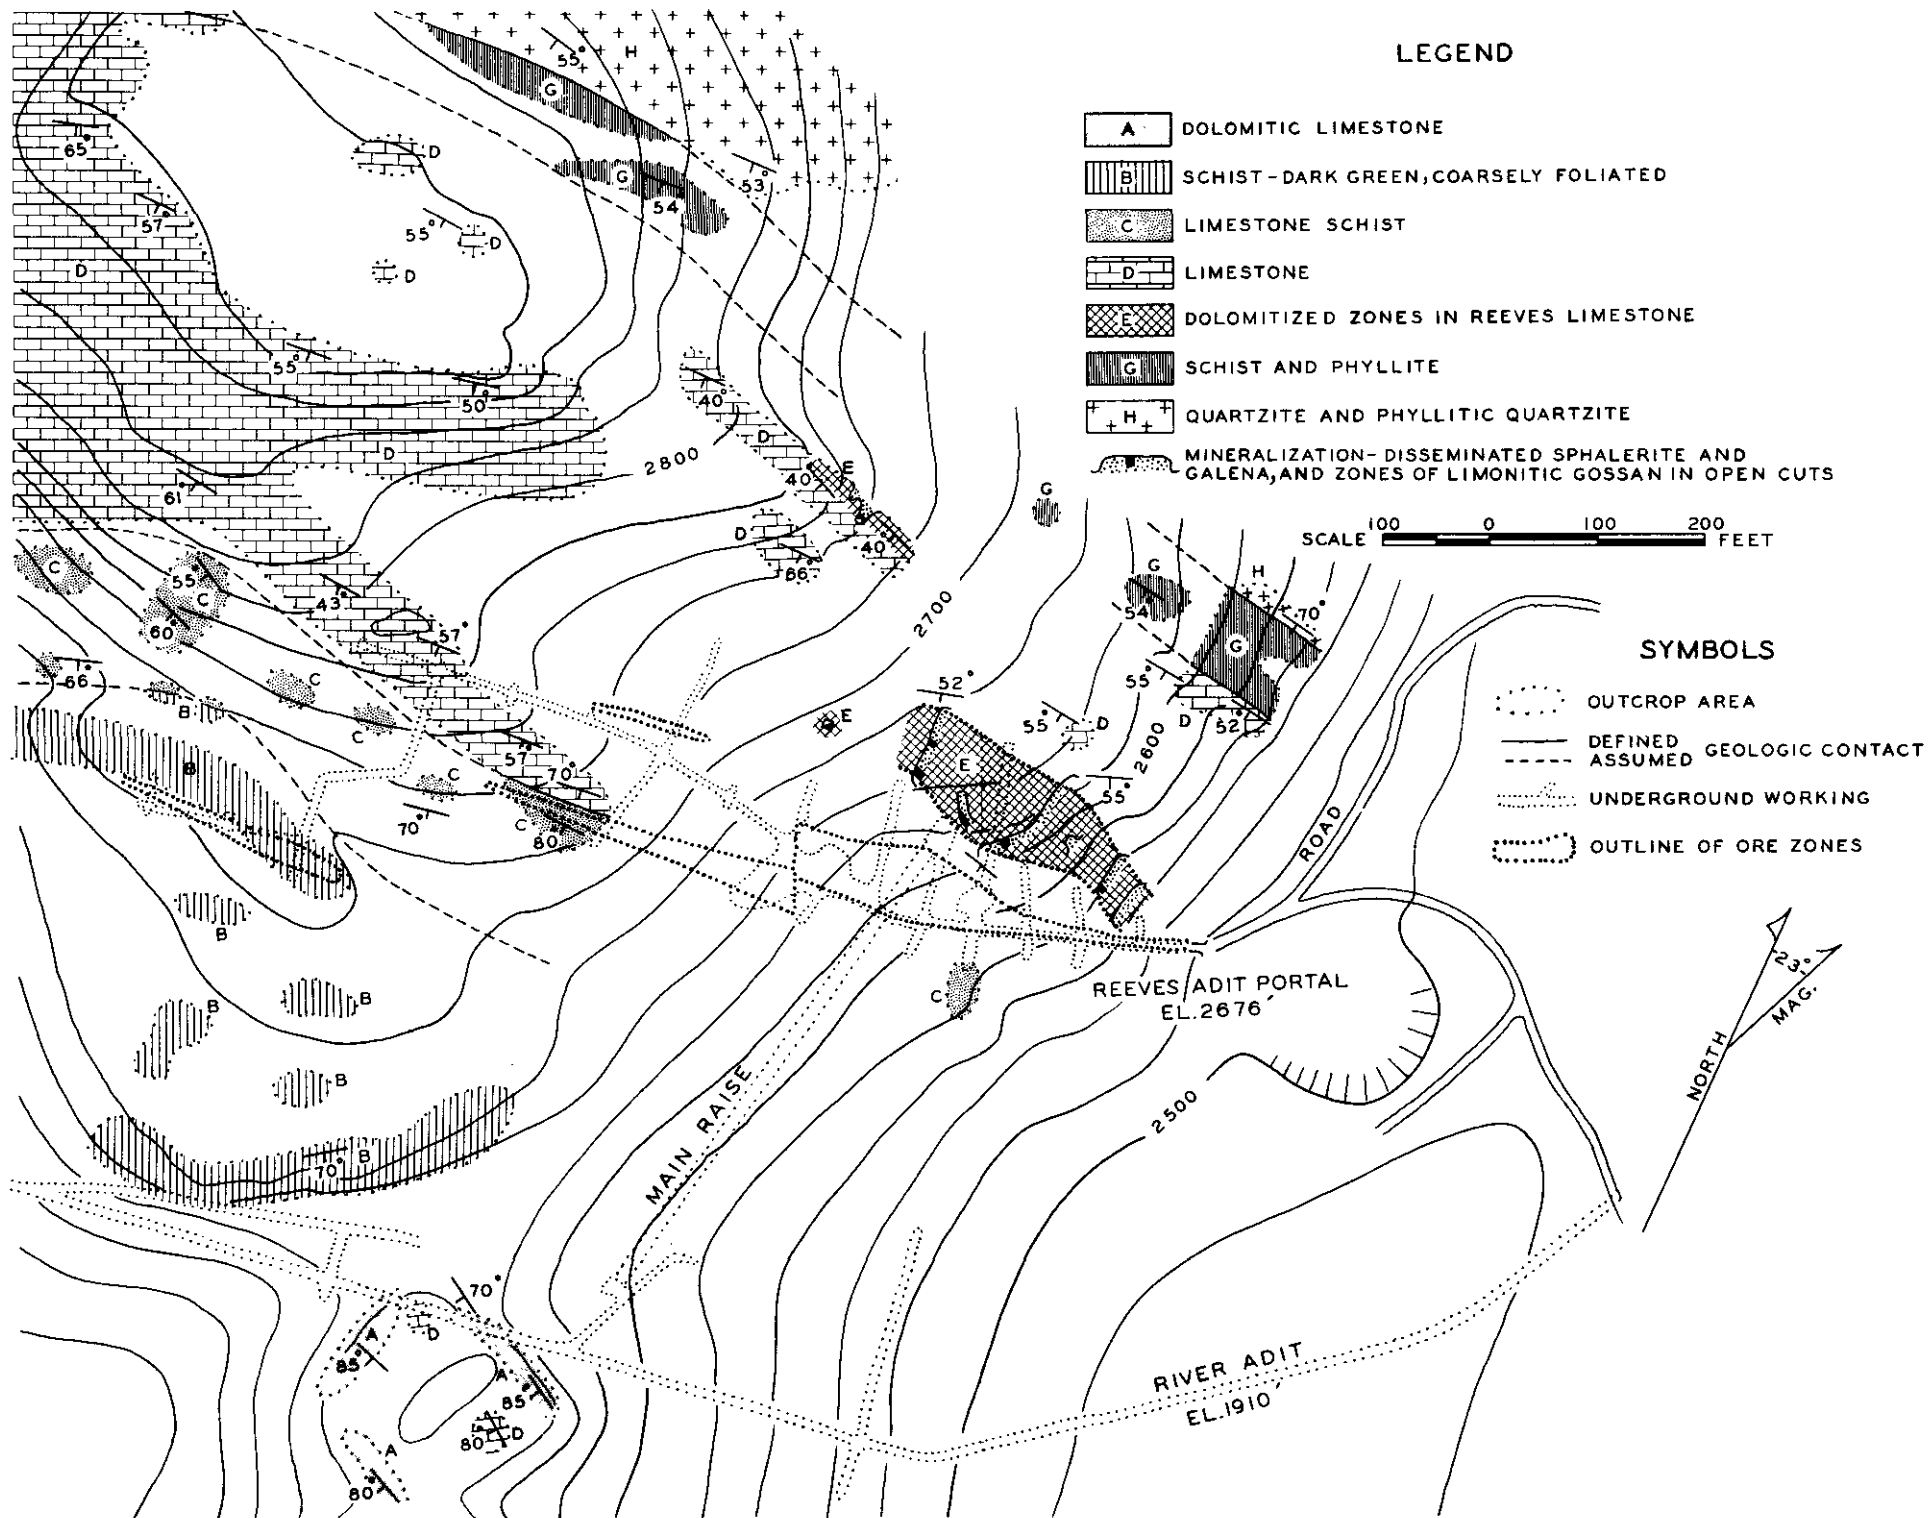 LEGEND
A DOLOMITIC LIMESTONE
B SCHIST-DARK GREEN, COARSELY FOLIATED
C LIMESTONE SCHIST
D LIMESTONE
E DOLOMITIZED ZONES IN REEVES LIMESTONE
G SCHIST AND PHYLLITE
H QUARTZITE AND PHYLLITIC QUARTZITE
MINERALIZATION-DISSEMINATED SPHALERITE AND
GALENA, AND ZONES OF LIMONITIC GOSSAN IN OPEN CUTS
100 0 100 200
SCALE FEET
SYMBOLS
OUTCROP AREA
DEFINED
ASSUMED GEOLOGIC CONTACT
UNDERGROUND WORKING
OUTLINE OF ORE ZONES
NORTH
23°
MAG.
55° H
G
65°
D
G
53°
54
57°
55° D
D
D
55°
50°
40°
D
D
2800
61°
40° E
D
40°
66°
G
C
55°
C
60°
43°
57°
2700
G
54
H
70°
G
55°
D
52°
66
B
C
C
52°
E
55° D
2600
57°
70°
E
55°
B
C
70°
C
80°
ROAD
B
B
B
C
REEVES ADIT PORTAL
EL. 2676'
B
MAIN RAISE
2500
70° B
70°
A
D
85°
A
85°
80 D
A
80°
RIVER ADIT
EL. 1910'